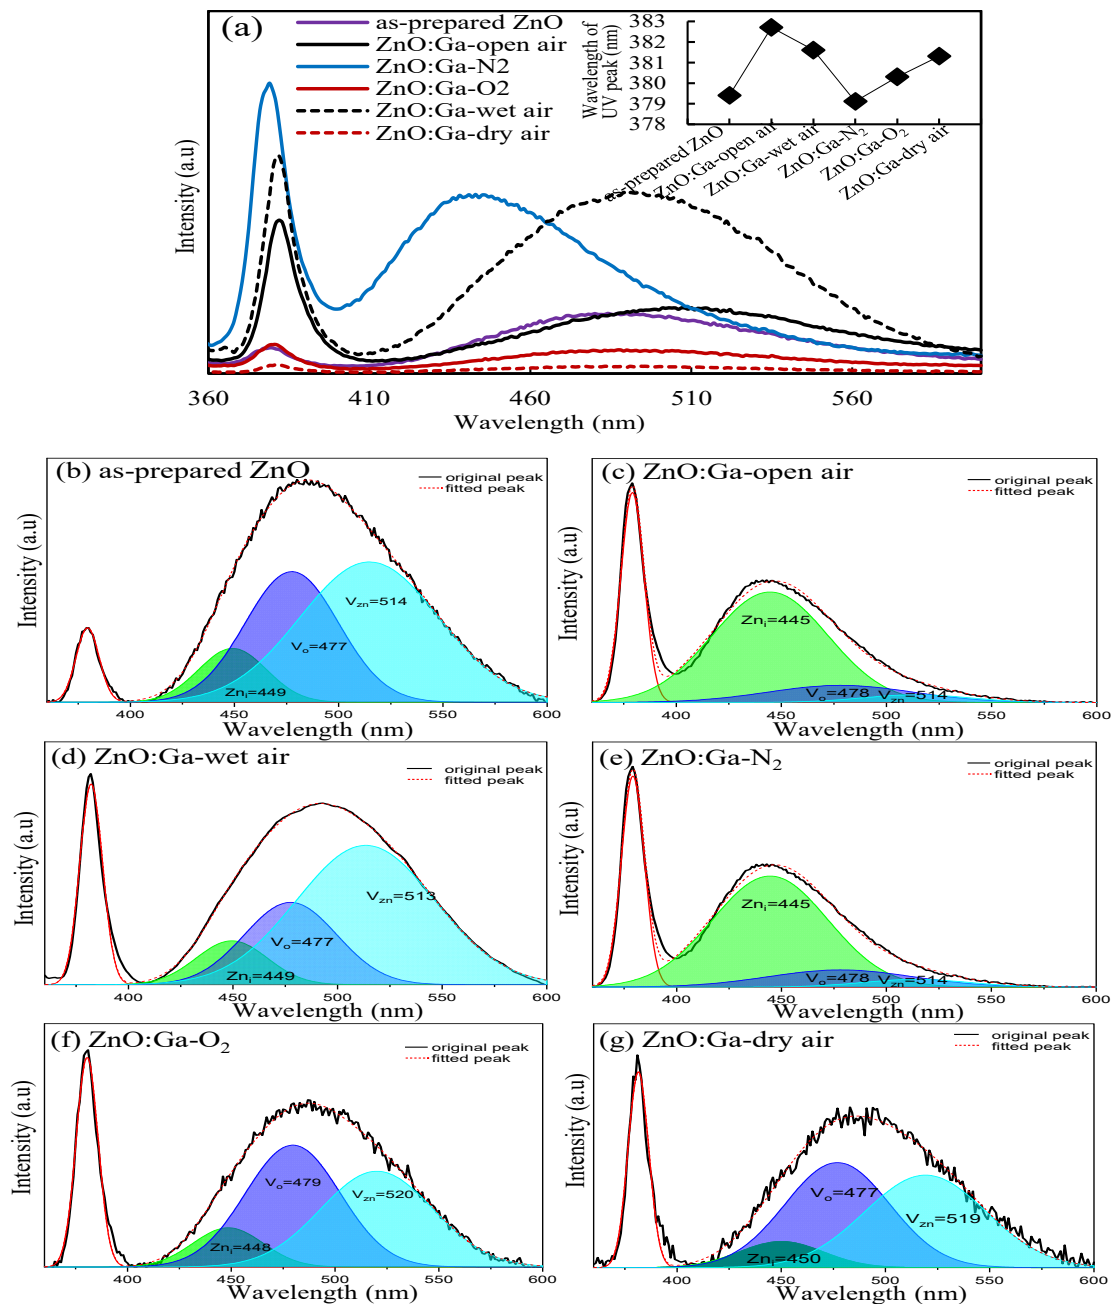 (a)
as-prepared ZnO
ZnO:Ga-open air
ZnO:Ga-N2
ZnO:Ga-O2
ZnO:Ga-wet air
ZnO:Ga-dry air
Intensity (a.u)
360 410 460 510 560
Wavelength (nm)
Wavelength of
UV peak (nm)
383
382
381
380
379
378
as-prepared ZnO
ZnO:Ga-open air
ZnO:Ga-wet air
ZnO:Ga-N₂
ZnO:Ga-O₂
ZnO:Ga-dry air
(b) as-prepared ZnO
original peak
fitted peak
Intensity (a.u)
Vzn=514
Vo=477
Zni=449
400 450 500 550 600
Wavelength (nm)
(c) ZnO:Ga-open air
original peak
fitted peak
Intensity (a.u)
Zni=445
Vo=478
Vzn=514
400 450 500 550 600
Wavelength (nm)
(d) ZnO:Ga-wet air
original peak
fitted peak
Intensity (a.u)
Vzn=513
Vo=477
Zni=449
400 450 500 550 600
Wavelength (nm)
(e) ZnO:Ga-N₂
original peak
fitted peak
Intensity (a.u)
Zni=445
Vo=478
Vzn=514
400 450 500 550 600
Wavelength (nm)
(f) ZnO:Ga-O₂
original peak
fitted peak
Intensity (a.u)
Vo=479
Vzn=520
Zni=448
400 450 500 550 600
Wavelength (nm)
(g) ZnO:Ga-dry air
original peak
fitted peak
Intensity (a.u)
Vo=477
Vzn=519
Zni=450
400 450 500 550 600
Wavelength (nm)